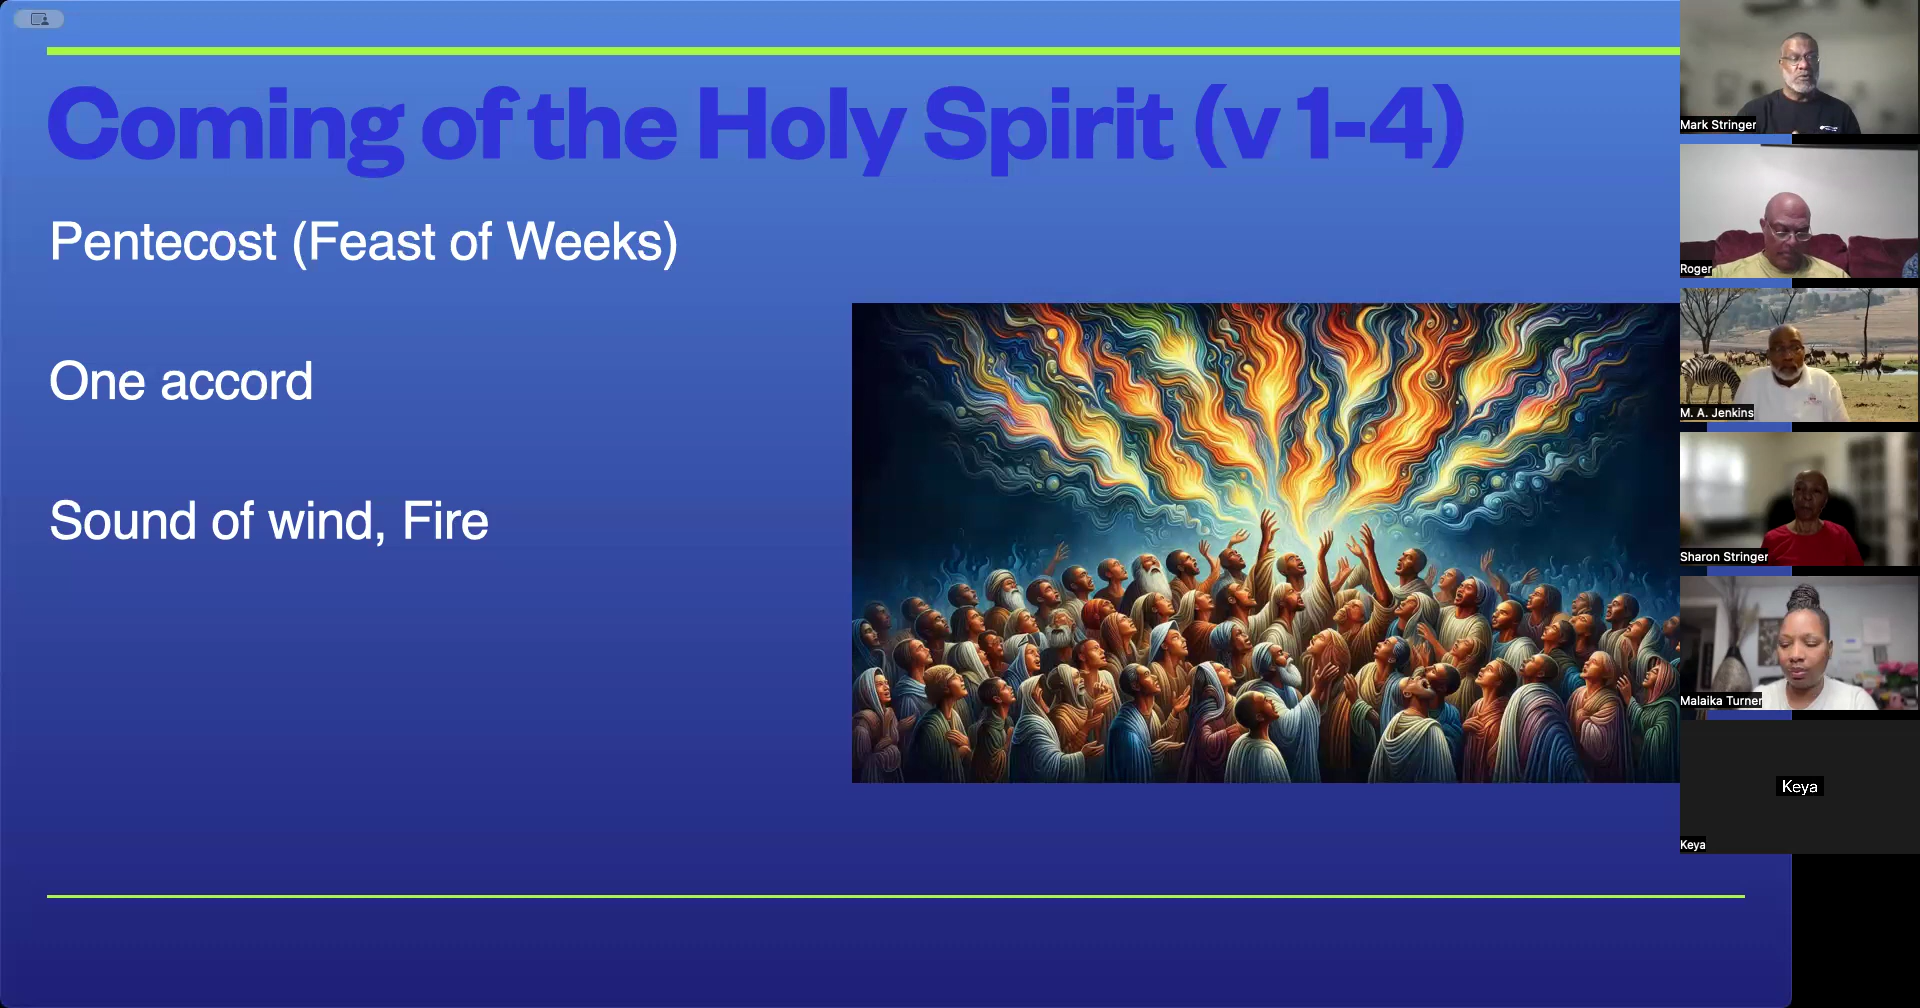 Coming of the Holy Spirit (v 1-4)
Pentecost (Feast of Weeks)
One accord
Sound of wind, Fire
Mark Stringer
Roger
M. A. Jenkins
Sharon Stringer
Malaika Turner
Keya
Keya